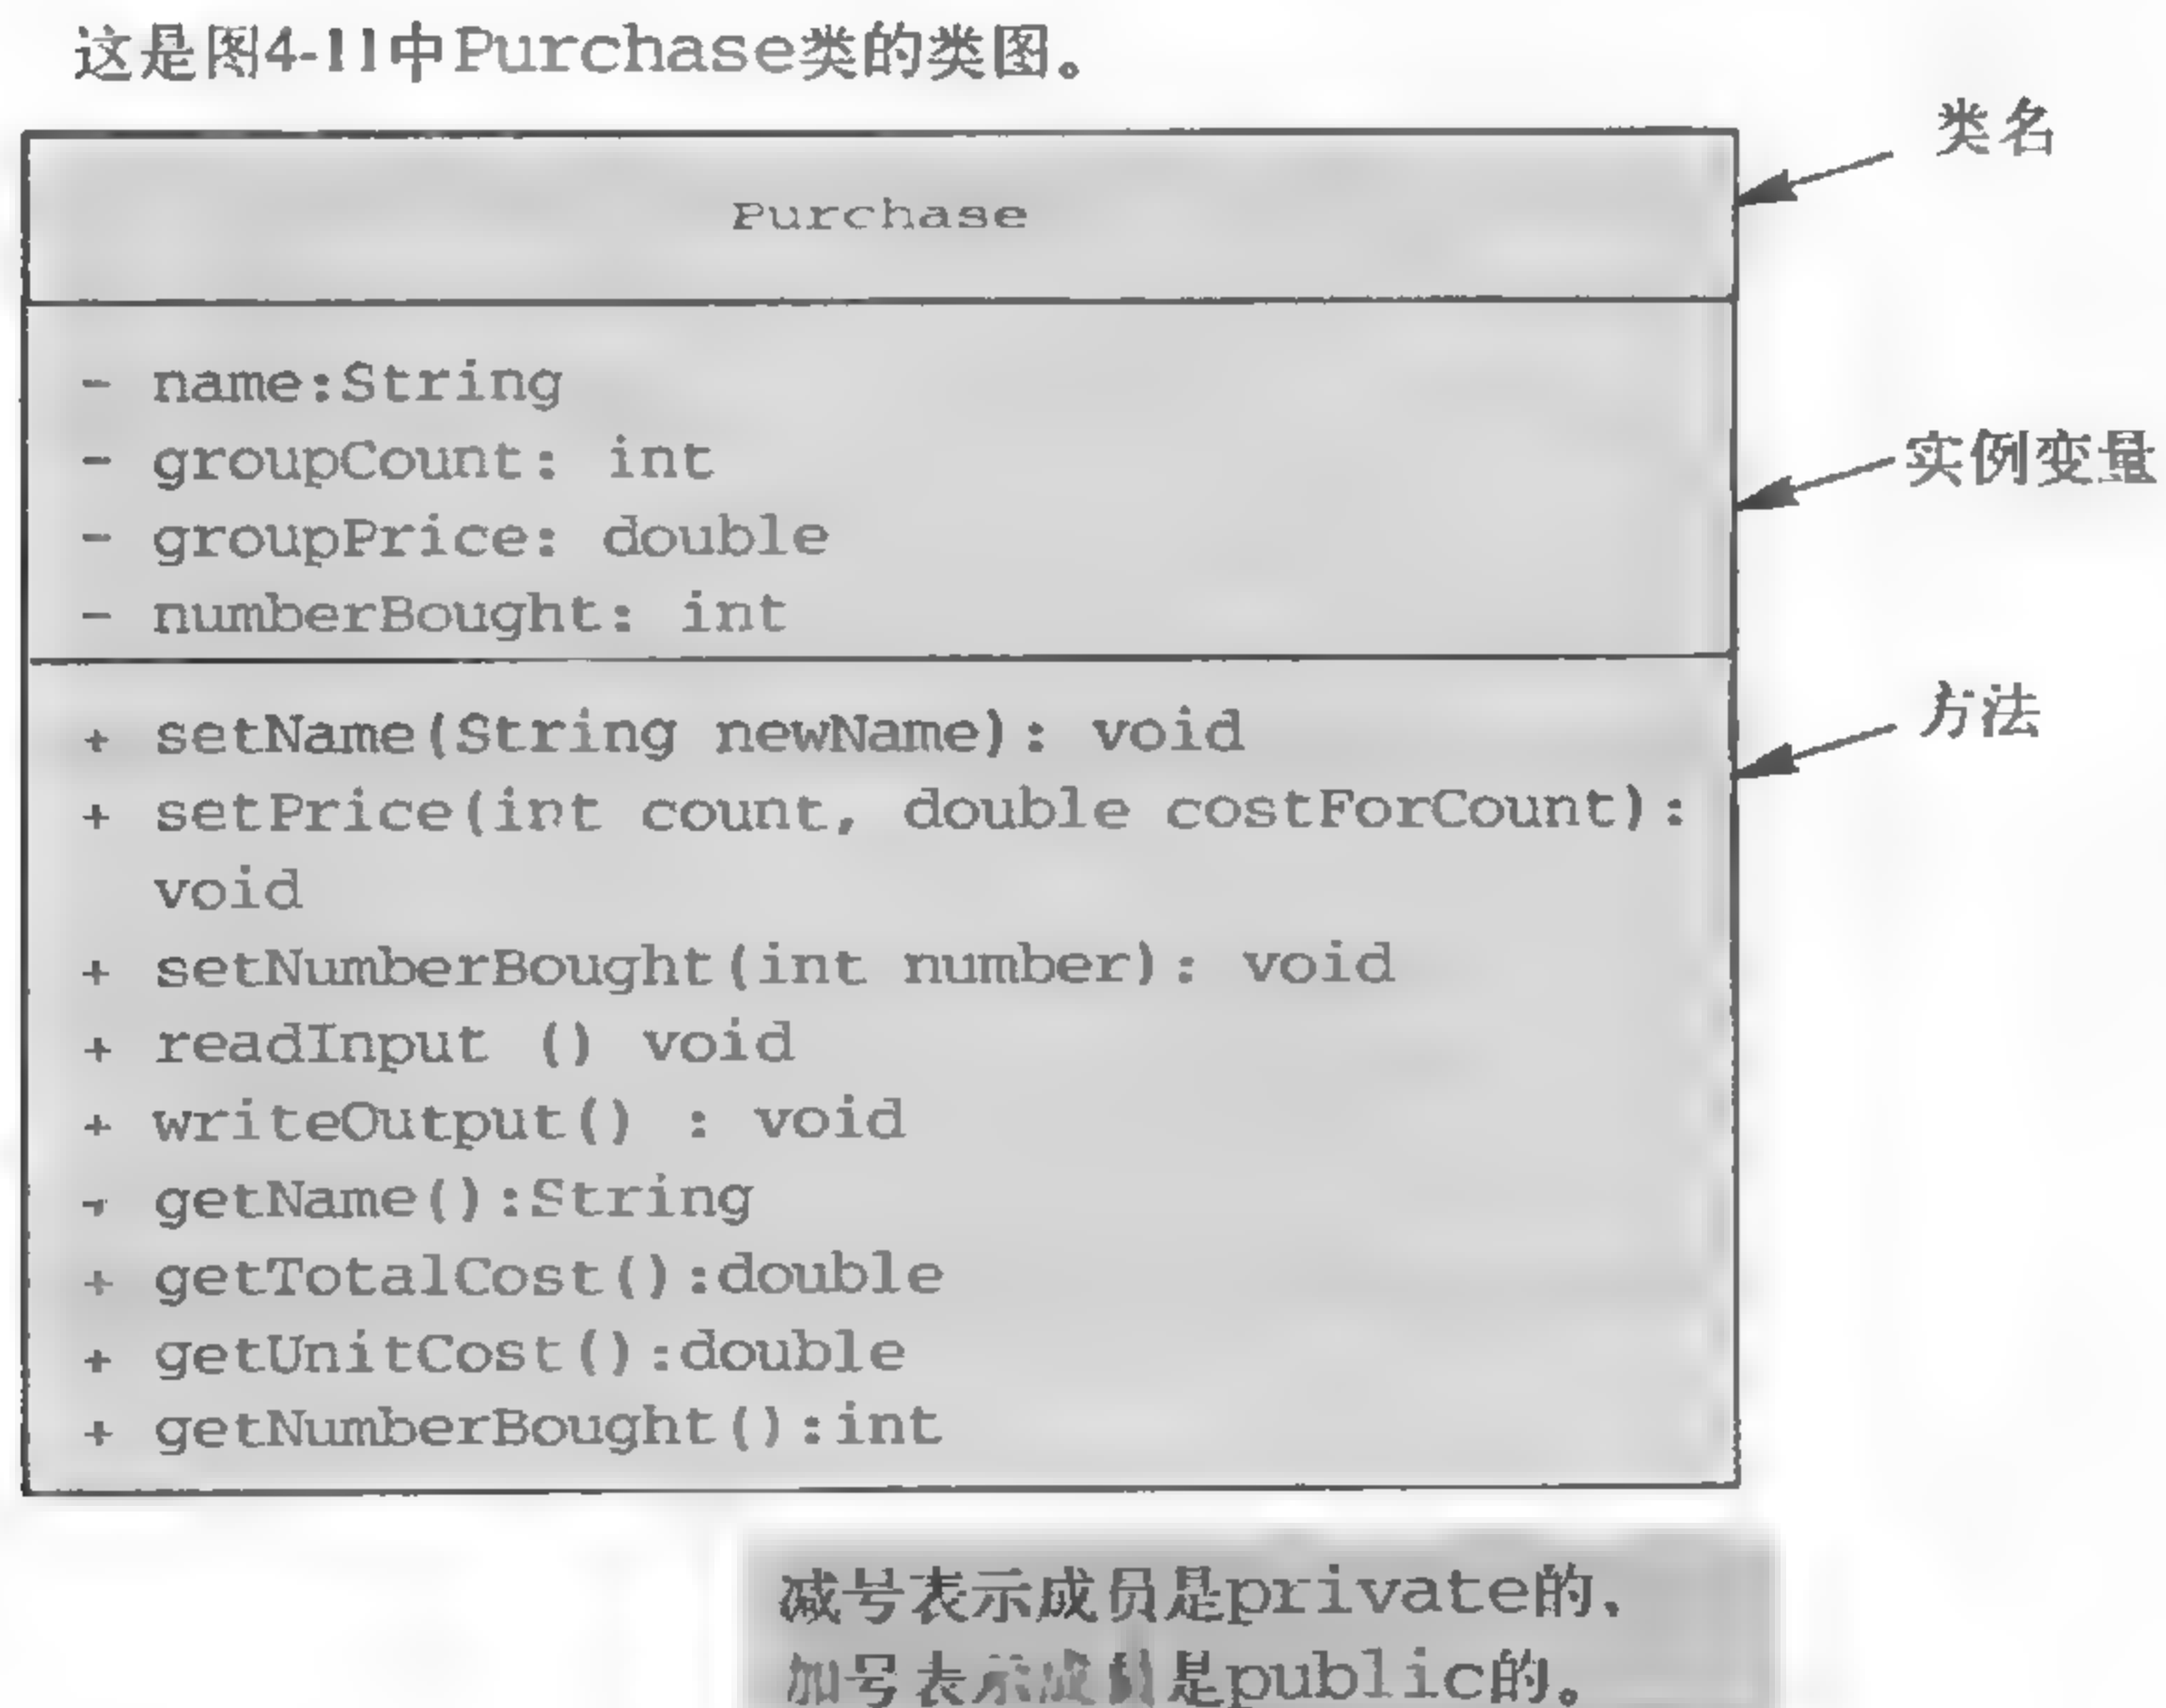 这是图4-11中Purchase类的类图。
类名
Purchase
- name:String
- groupCount: int
- groupPrice: double
- numberBought: int
实例变量
+ setName(String newName): void
+ setPrice(int count, double costForCount):
void
方法
+ setNumberBought(int number): void
+ readInput () void
+ writeOutput() : void
+ getName():String
+ getTotalCost():double
+ getUnitCost():double
+ getNumberBought():int
减号表示成员是private的,
加号表示成员是public的。